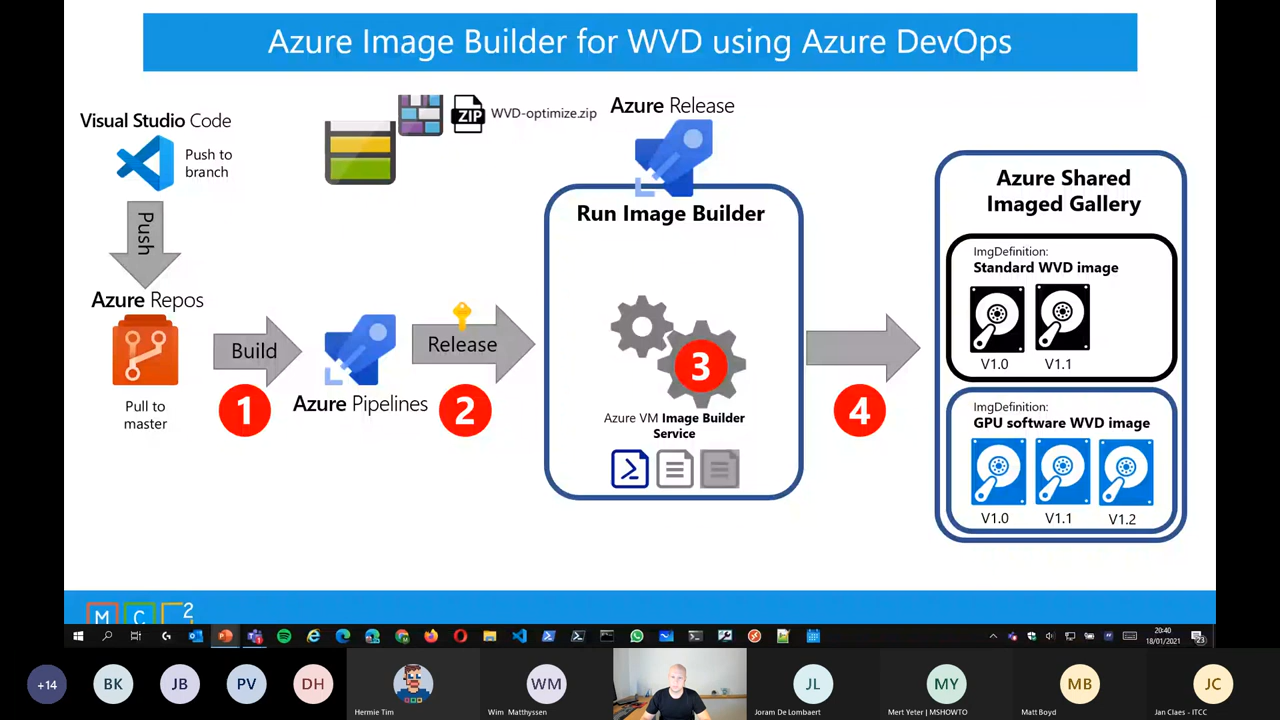 Azure Image Builder for WVD using Azure DevOps
Visual Studio Code
Push to
branch
Push
Azure Repos
Pull to
master
Build
1
Azure Pipelines
Release
2
ZIP
WVD-optimize.zip
Azure Release
Run Image Builder
3
Azure VM Image Builder
Service
4
Azure Shared
Imaged Gallery
ImgDefinition:
Standard WVD image
V1.0
V1.1
ImgDefinition:
GPU software WVD image
V1.0
V1.1
V1.2
M C 2
20:40
18/01/2021
23
+14
BK
JB
PV
DH
Hermie Tim
WM
Wim Matthyssen
JL
Joram De Lombaert
MY
Mert Yeter | MSHOWTO
MB
Matt Boyd
JC
Jan Claes - ITCC